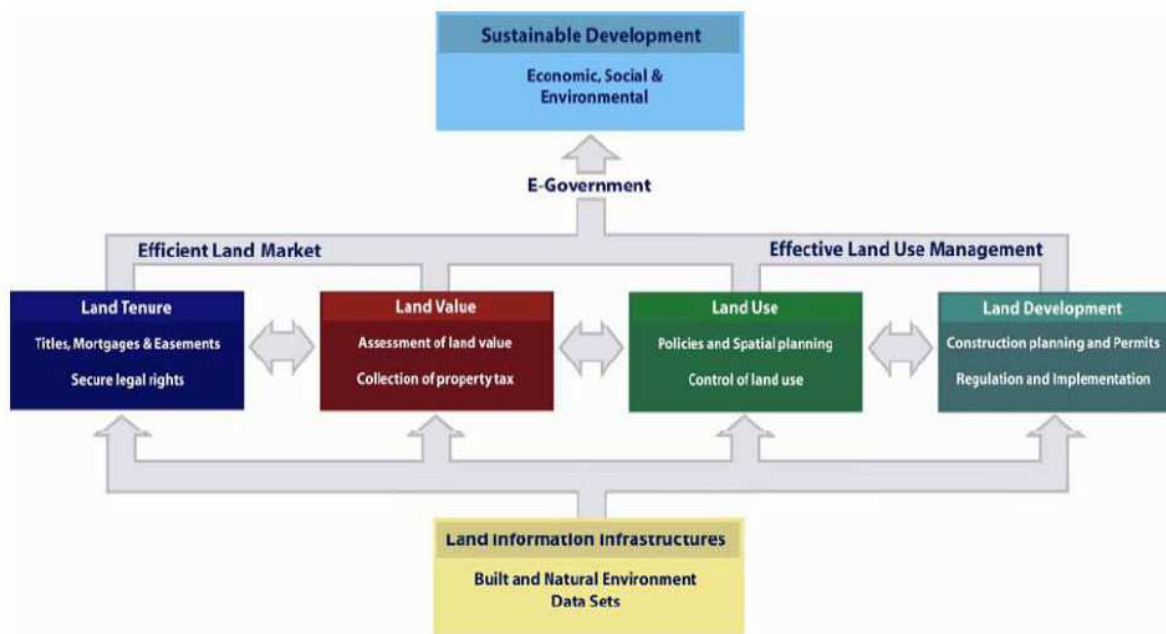 Sustainable Development
Economic, Social &
Environmental
E-Government
Efficient Land Market
Effective Land Use Management
Land Tenure
Titles, Mortgages & Easements
Secure legal rights
Land Value
Assessment of land value
Collection of property tax
Land Use
Policies and Spatial planning
Control of land use
Land Development
Construction planning and Permits
Regulation and Implementation
Land Information Infrastructures
Built and Natural Environment
Data Sets